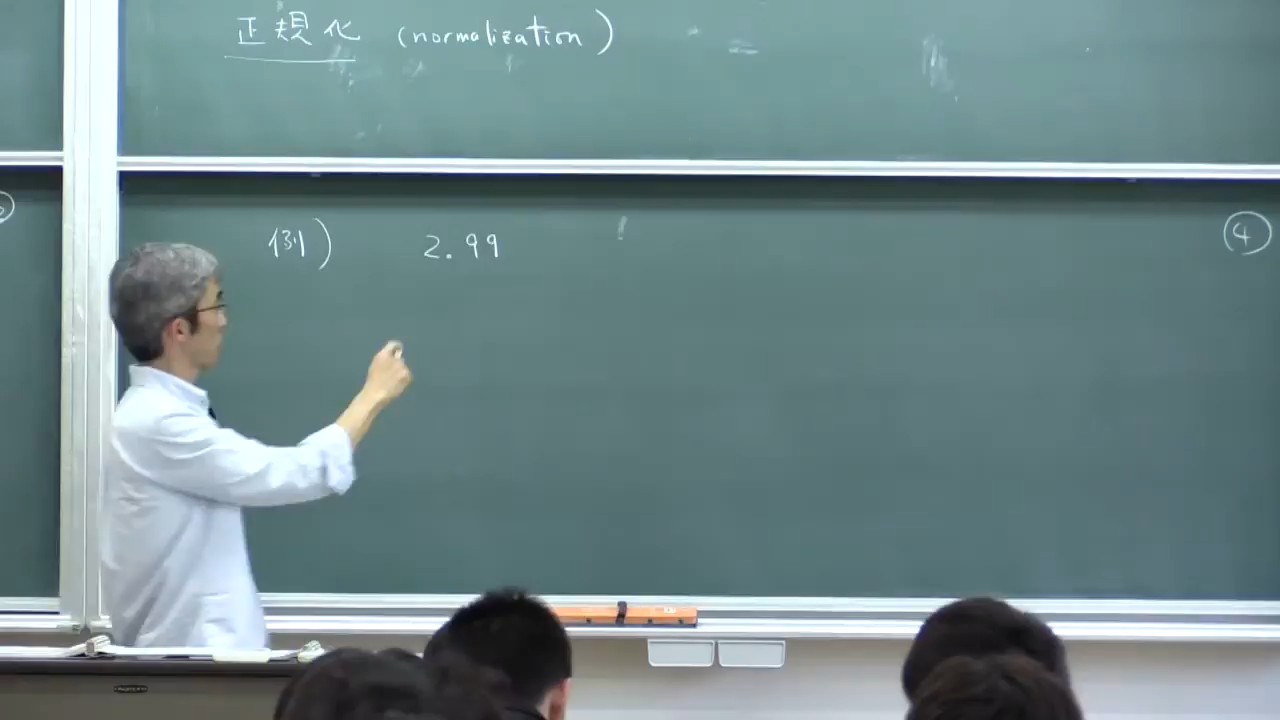 正規化 (normalization)
例) 2.99
④